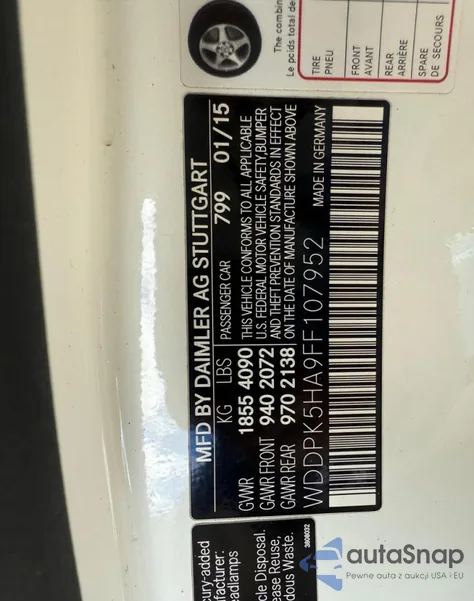 MFD BY DAIMLER AG STUTTGART
KG LBS PASSENGER CAR 799 01/15
GVWR 1855 4090 THIS VEHICLE CONFORMS TO ALL APPLICABLE
GAWR FRONT 940 2072 U.S. FEDERAL MOTOR VEHICLE SAFETY, BUMPER
GAWR REAR 970 2138 AND THEFT PREVENTION STANDARDS IN EFFECT
ON THE DATE OF MANUFACTURE SHOWN ABOVE
WDDPK5HA9FF107952 MADE IN GERMANY
The combin
Le poids total de
TIRE
PNEU
FRONT
AVANT
REAR
ARRIÈRE
SPARE
DE SECOURS
cury-added
nufacturer:
eadlamps
cle Disposal.
ease Reuse,
dous Waste.
autoSnap
Pewne auta z aukcji USA i EU